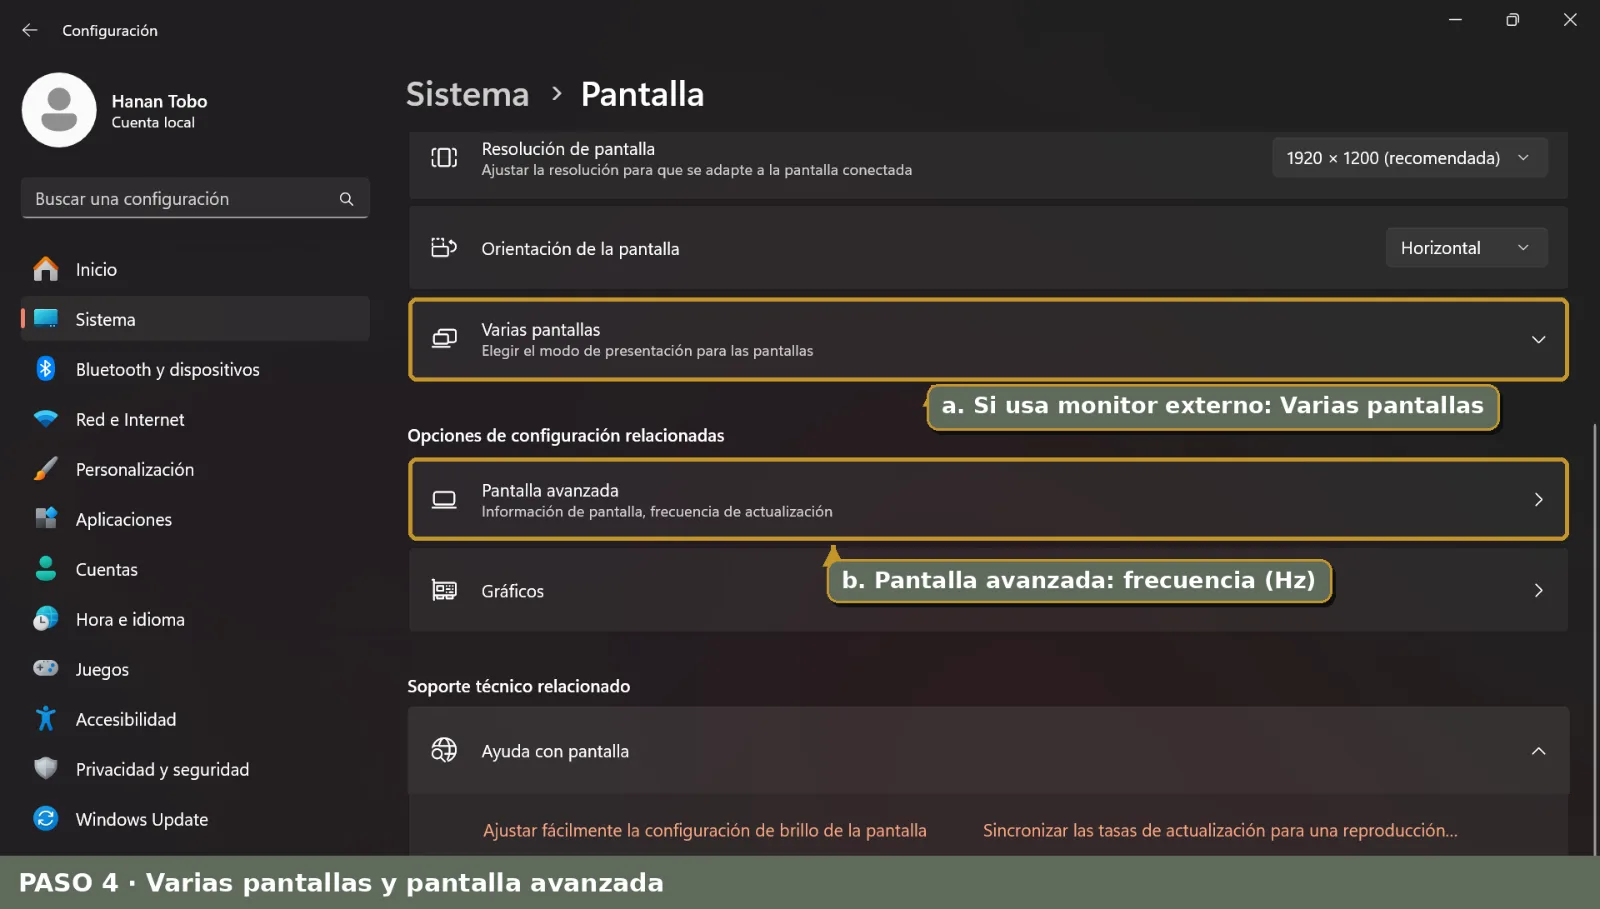 Configuración
Hanan Tobo
Cuenta local
Buscar una configuración
Inicio
Sistema
Bluetooth y dispositivos
Red e Internet
Personalización
Aplicaciones
Cuentas
Hora e idioma
Juegos
Accesibilidad
Privacidad y seguridad
Windows Update
Sistema > Pantalla
Resolución de pantalla
Ajustar la resolución para que se adapte a la pantalla conectada
1920 × 1200 (recomendada)
Orientación de la pantalla
Horizontal
Varias pantallas
Elegir el modo de presentación para las pantallas
a. Si usa monitor externo: Varias pantallas
Opciones de configuración relacionadas
Pantalla avanzada
Información de pantalla, frecuencia de actualización
b. Pantalla avanzada: frecuencia (Hz)
Gráficos
Soporte técnico relacionado
Ayuda con pantalla
Ajustar fácilmente la configuración de brillo de la pantalla
Sincronizar las tasas de actualización para una reproducción...
PASO 4 · Varias pantallas y pantalla avanzada